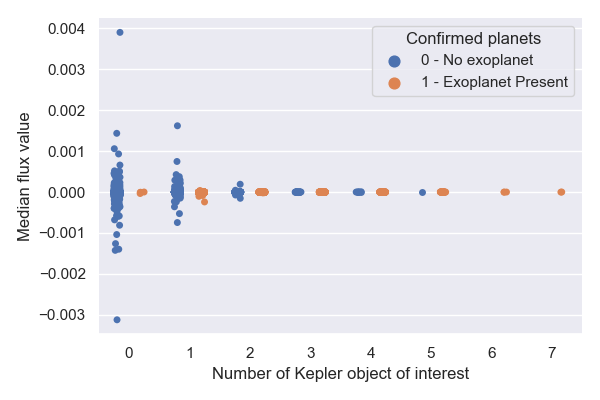 Confirmed planets
0 - No exoplanet
1 - Exoplanet Present
0.004
0.003
0.002
0.001
0.000
−0.001
−0.002
−0.003
Median flux value
0 1 2 3 4 5 6 7
Number of Kepler object of interest